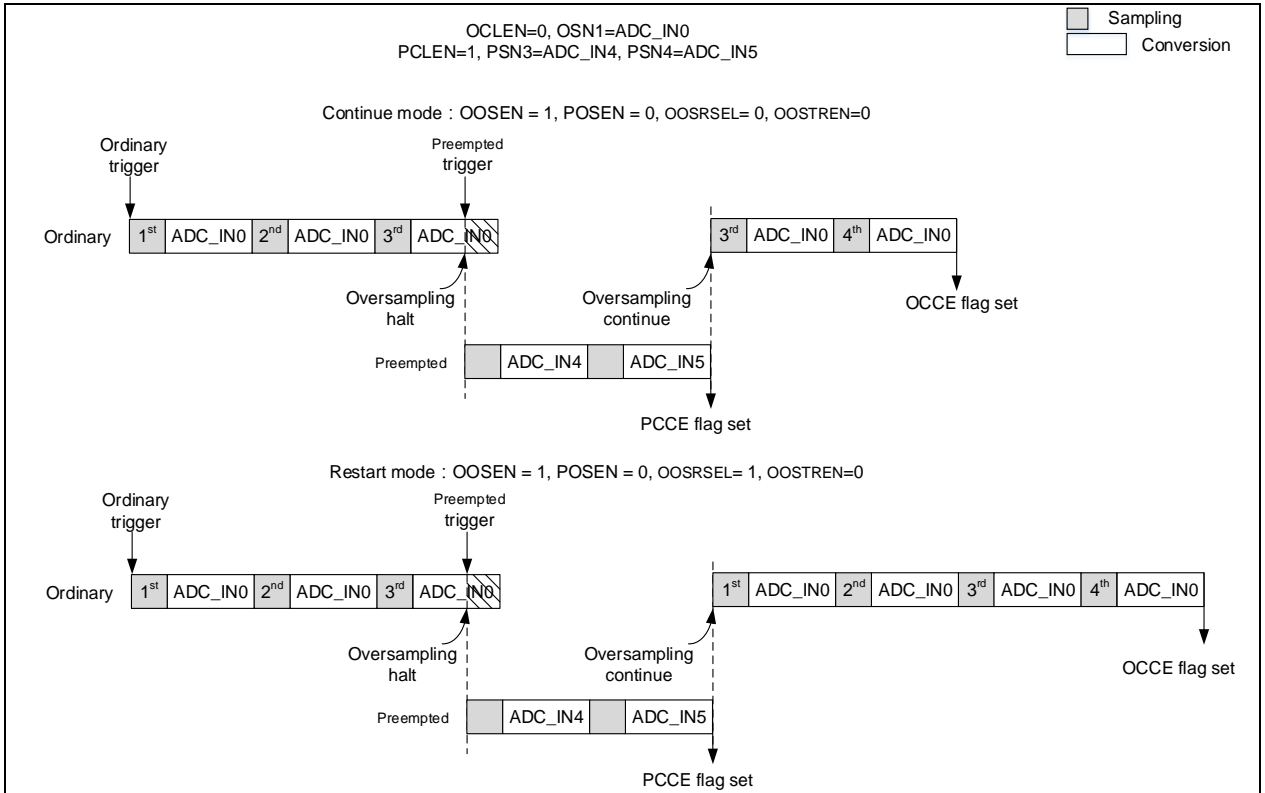 OCLEN=0, OSN1=ADC_IN0
PCLEN=1, PSN3=ADC_IN4, PSN4=ADC_IN5
Sampling
Conversion
Continue mode : OOSEN = 1, POSEN = 0, OOSRSEL= 0, OOSTREN=0
Ordinary
trigger
Preempted
trigger
Ordinary 1st ADC_IN0 2nd ADC_IN0 3rd ADC_IN0 3rd ADC_IN0 4th ADC_IN0
Oversampling
halt
Oversampling
continue
OCCE flag set
Preempted ADC_IN4 ADC_IN5
PCCE flag set
Restart mode : OOSEN = 1, POSEN = 0, OOSRSEL= 1, OOSTREN=0
Ordinary
trigger
Preempted
trigger
Ordinary 1st ADC_IN0 2nd ADC_IN0 3rd ADC_IN0 1st ADC_IN0 2nd ADC_IN0 3rd ADC_IN0 4th ADC_IN0
Oversampling
halt
Oversampling
continue
OCCE flag set
Preempted ADC_IN4 ADC_IN5
PCCE flag set